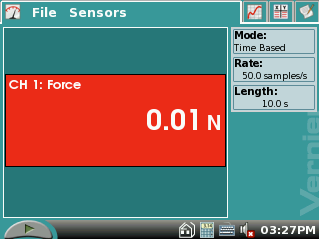 File Sensors
Mode:
Time Based
Rate:
50.0 samples/s
Length:
10.0 s
CH 1: Force
0.01 N
Vernier
03:27PM